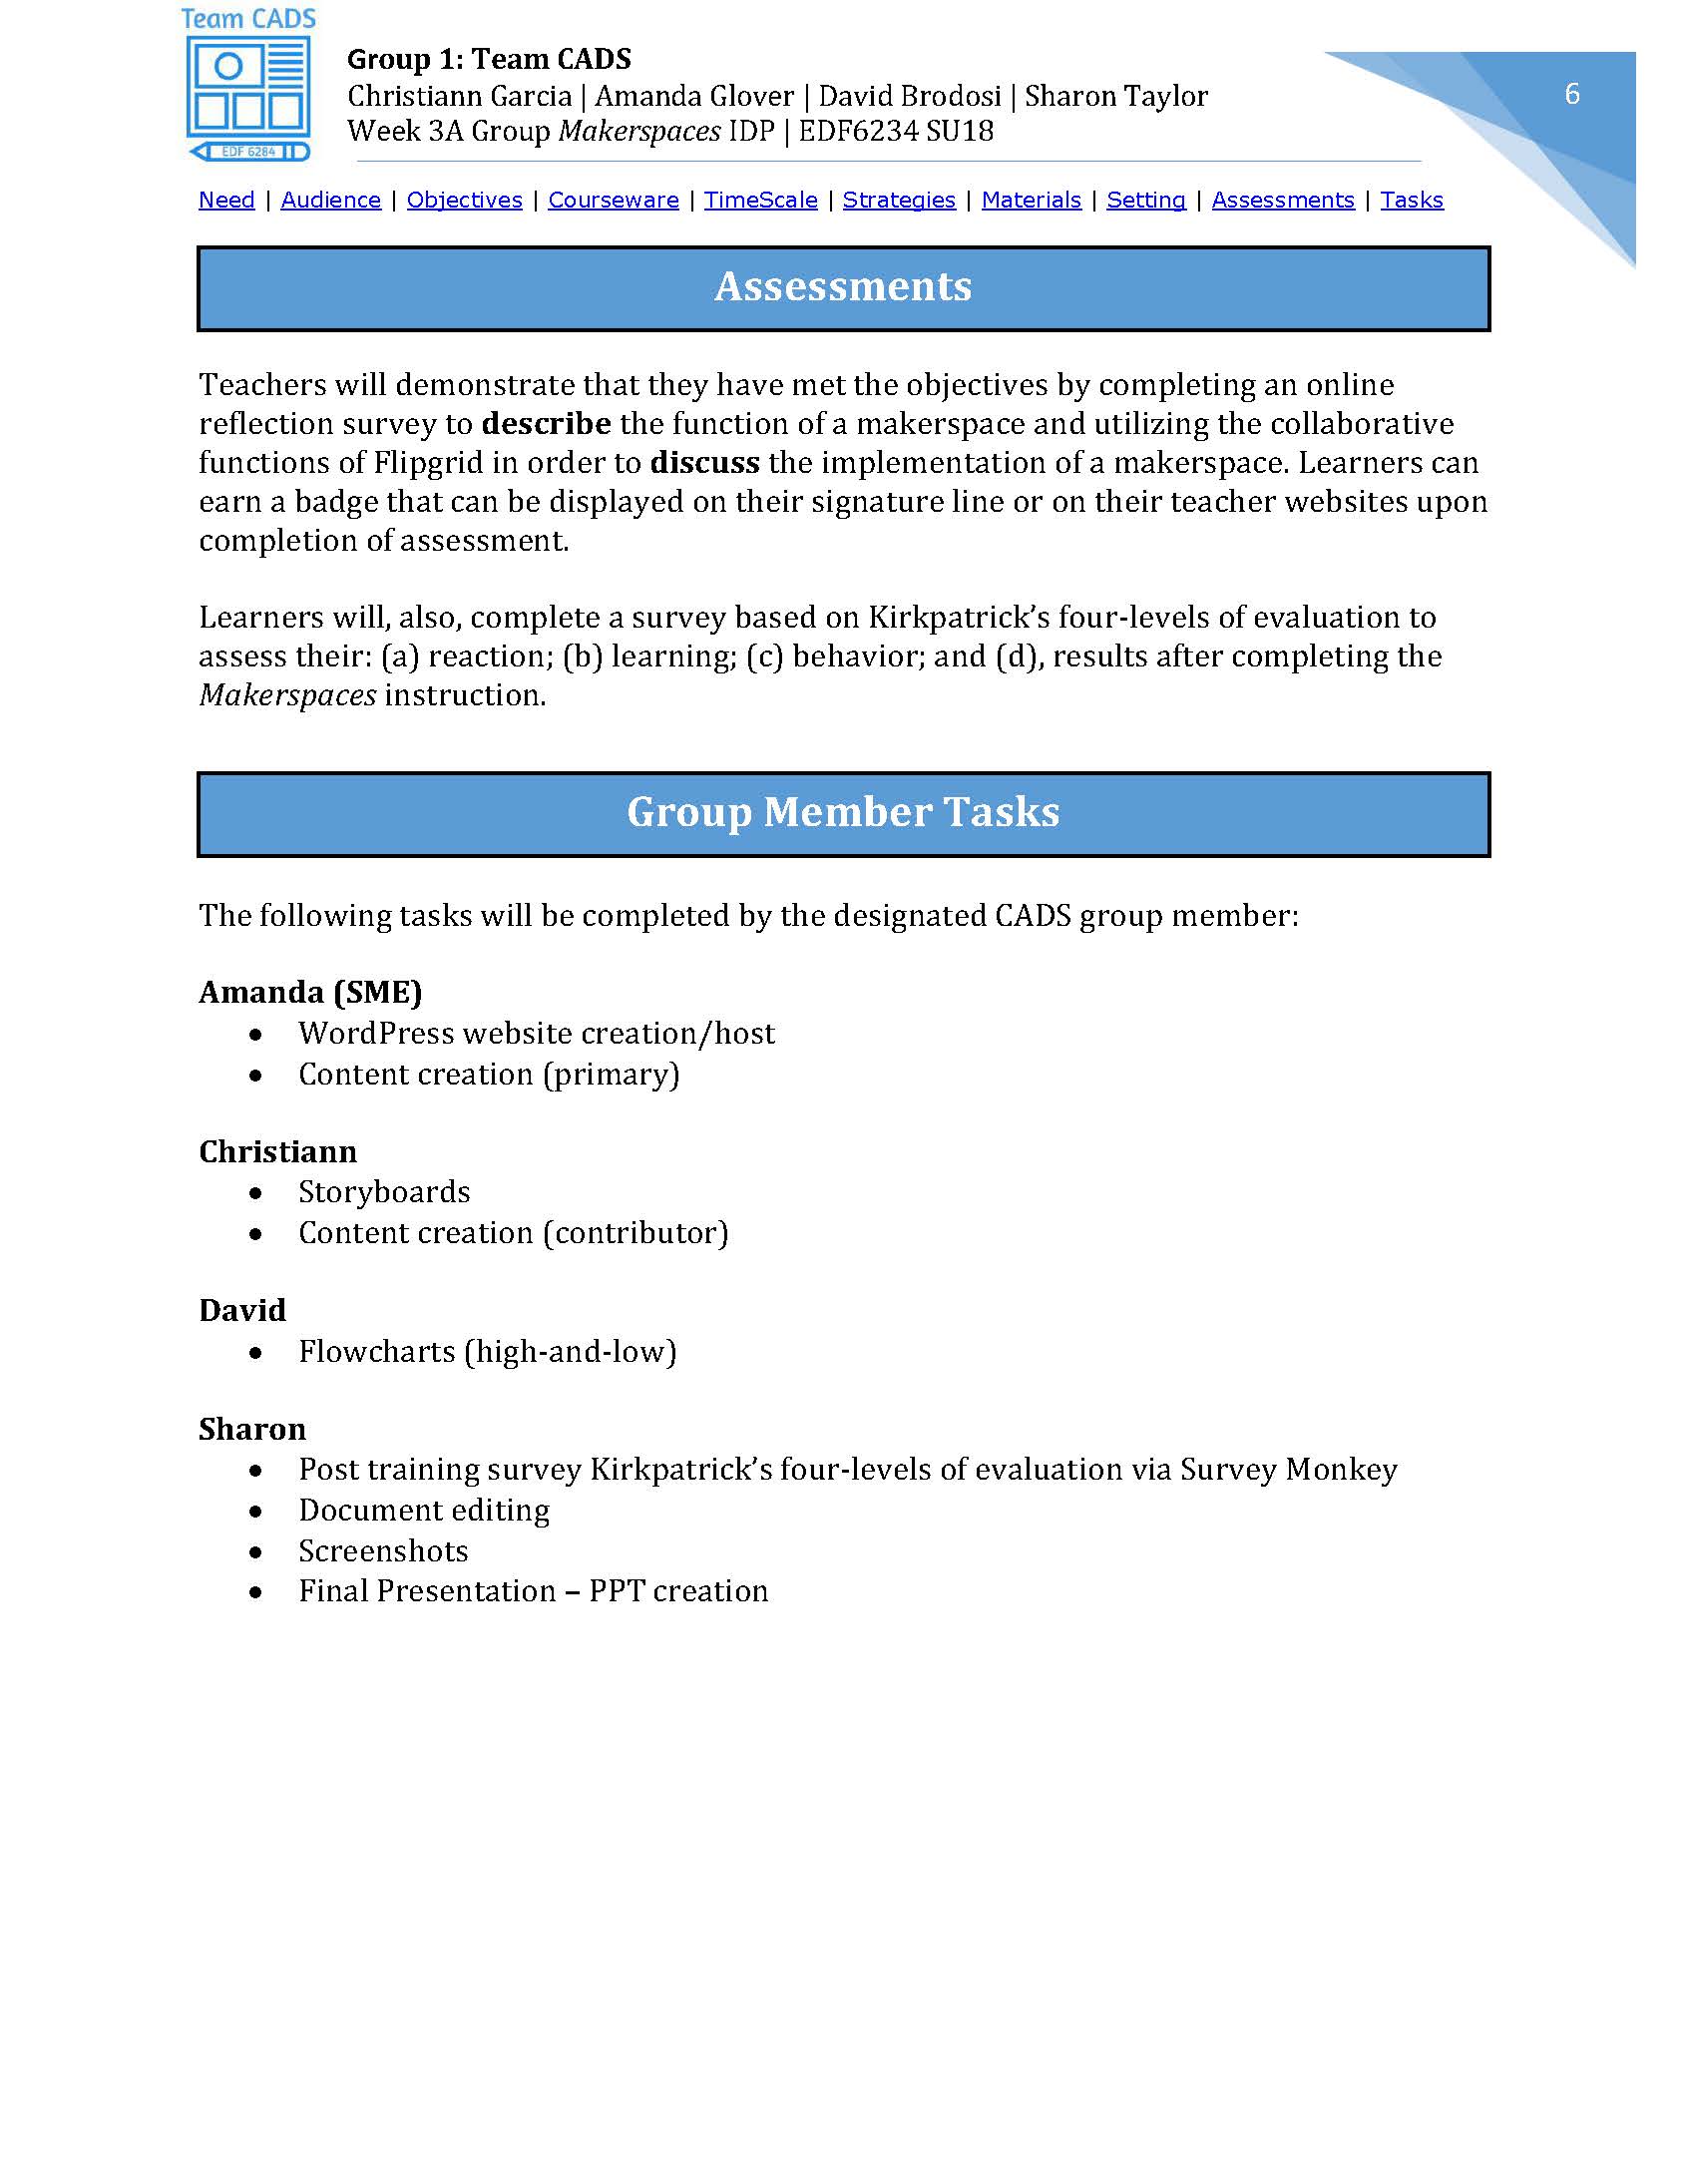 Team CADS
EDF 6284
Group 1: Team CADS
Christiann Garcia | Amanda Glover | David Brodosi | Sharon Taylor
Week 3A Group Makerspaces IDP | EDF6234 SU18
6
Need | Audience | Objectives | Courseware | TimeScale | Strategies | Materials | Setting | Assessments | Tasks
Assessments
Teachers will demonstrate that they have met the objectives by completing an online
reflection survey to describe the function of a makerspace and utilizing the collaborative
functions of Flipgrid in order to discuss the implementation of a makerspace. Learners can
earn a badge that can be displayed on their signature line or on their teacher websites upon
completion of assessment.
Learners will, also, complete a survey based on Kirkpatrick’s four-levels of evaluation to
assess their: (a) reaction; (b) learning; (c) behavior; and (d), results after completing the
Makerspaces instruction.
Group Member Tasks
The following tasks will be completed by the designated CADS group member:
Amanda (SME)
• WordPress website creation/host
• Content creation (primary)
Christiann
• Storyboards
• Content creation (contributor)
David
• Flowcharts (high-and-low)
Sharon
• Post training survey Kirkpatrick’s four-levels of evaluation via Survey Monkey
• Document editing
• Screenshots
• Final Presentation – PPT creation